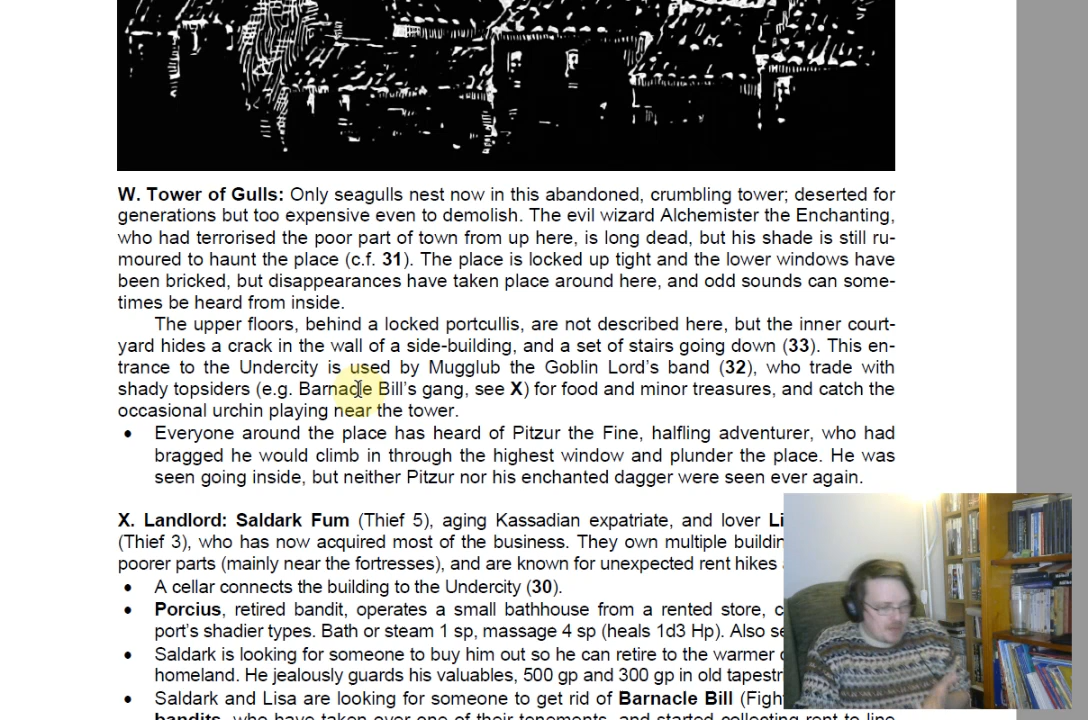 W. Tower of Gulls: Only seagulls nest now in this abandoned, crumbling tower; deserted for
generations but too expensive even to demolish. The evil wizard Alchemister the Enchanting,
who had terrorised the poor part of town from up here, is long dead, but his shade is still ru-
moured to haunt the place (c.f. 31). The place is locked up tight and the lower windows have
been bricked, but disappearances have taken place around here, and odd sounds can some-
times be heard from inside.
The upper floors, behind a locked portcullis, are not described here, but the inner court-
yard hides a crack in the wall of a side-building, and a set of stairs going down (33). This en-
trance to the Undercity is used by Mugglub the Goblin Lord's band (32), who trade with
shady topsiders (e.g. Barnacle Bill's gang, see X) for food and minor treasures, and catch the
occasional urchin playing near the tower.
• Everyone around the place has heard of Pitzur the Fine, halfling adventurer, who had
bragged he would climb in through the highest window and plunder the place. He was
seen going inside, but neither Pitzur nor his enchanted dagger were seen ever again.
X. Landlord: Saldark Fum (Thief 5), aging Kassadian expatriate, and lover
(Thief 3), who has now acquired most of the business. They own multiple
poorer parts (mainly near the fortresses), and are known for unexpected rent hikes
• A cellar connects the building to the Undercity (30).
• Porcius, retired bandit, operates a small bathhouse from a rented store,
port's shadier types. Bath or steam 1 sp, massage 4 sp (heals 1d3 Hp). Also
• Saldark is looking for someone to buy him out so he can retire to the warmer
homeland. He jealously guards his valuables, 500 gp and 300 gp in old
• Saldark and Lisa are looking for someone to get rid of Barnacle Bill
bandits, who have taken over one of their tenements, and started collecting rent to line